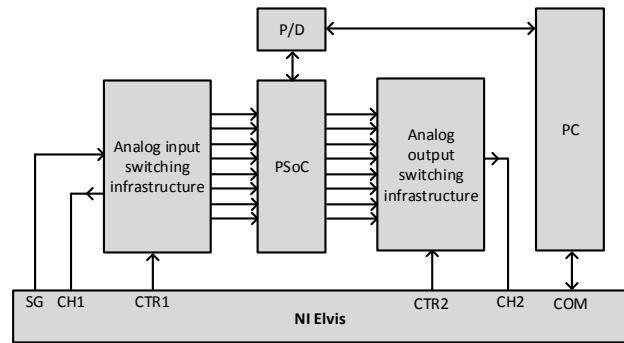 P/D
Analog input
switching
infrastructure
PSoC
Analog
output
switching
infrastructure
PC
SG CH1 CTR1 CTR2 CH2 COM
NI Elvis